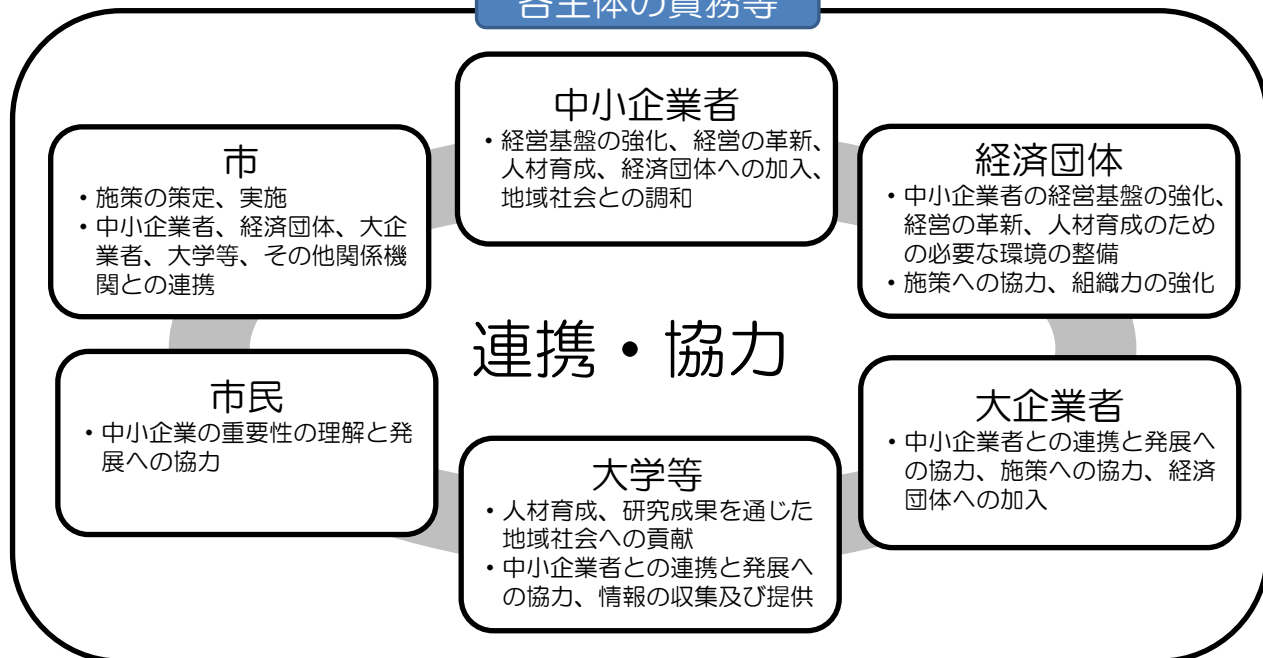 各主体の責務等
中小企業者
・経営基盤の強化、経営の革新、
人材育成、経済団体への加入、
地域社会との調和
市
・施策の策定、実施
・中小企業者、経済団体、大企
業者、大学等、その他関係機
関との連携
経済団体
・中小企業者の経営基盤の強化、
経営の革新、人材育成のため
の必要な環境の整備
・施策への協力、組織力の強化
連携・協力
市民
・中小企業の重要性の理解と発
展への協力
大企業者
・中小企業者との連携と発展へ
の協力、施策への協力、経済
団体への加入
大学等
・人材育成、研究成果を通じた
地域社会への貢献
・中小企業者との連携と発展へ
の協力、情報の収集及び提供